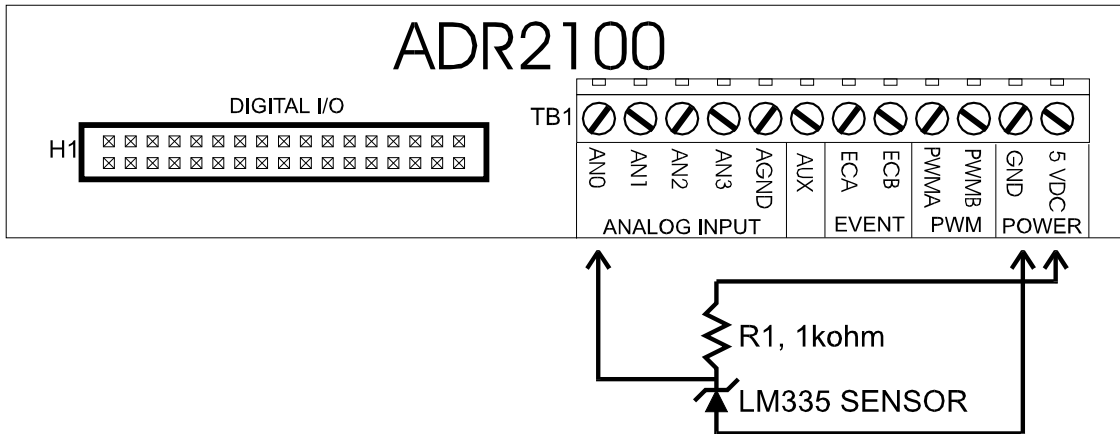 ADR2100
DIGITAL I/O
H1
TB1
AN0
AN1
AN2
AN3
AGND
AUX
ECA
ECB
PWMA
PWMB
GND
5 VDC
ANALOG INPUT
EVENT
PWM
POWER
R1, 1kohm
LM335 SENSOR